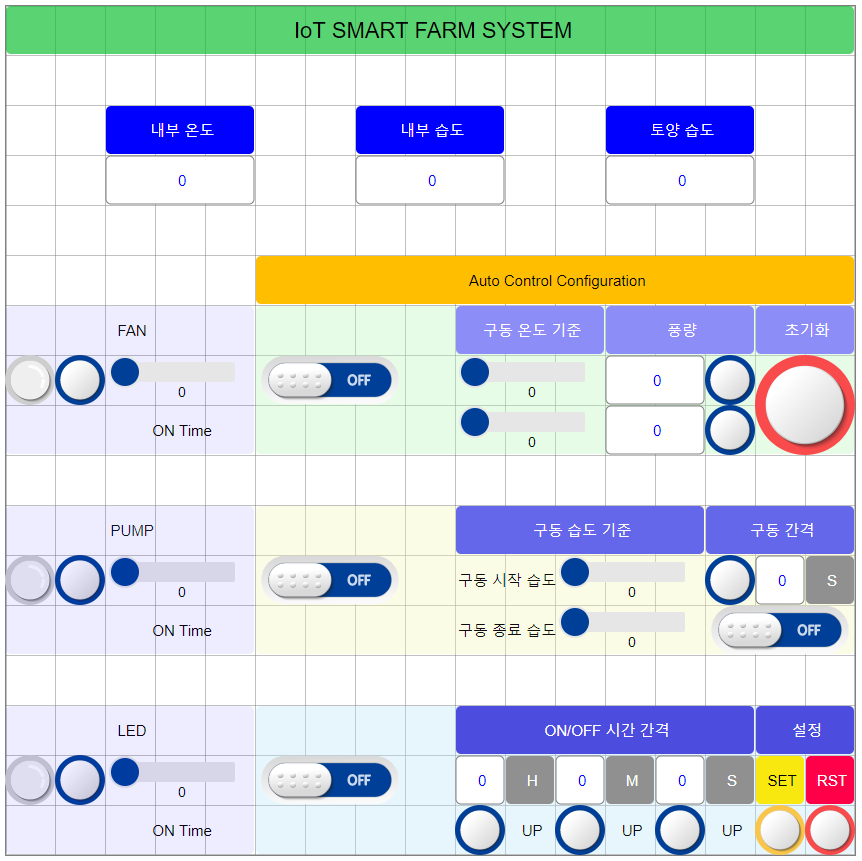 IoT SMART FARM SYSTEM
내부 온도 내부 습도 토양 습도
0 0 0
Auto Control Configuration
FAN 구동 온도 기준 풍량 초기화
0 OFF 0 0
ON Time 0 0
PUMP 구동 습도 기준 구동 간격
0 OFF 구동 시작 습도 0 0 S
ON Time 구동 종료 습도 0 OFF
LED ON/OFF 시간 간격 설정
0 OFF 0 H 0 M 0 S SET RST
ON Time UP UP UP